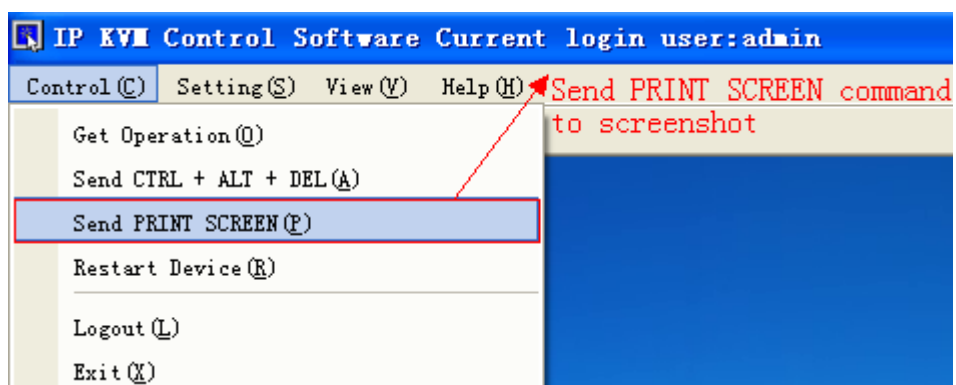 IP KVM Control Software Current login user:admin
Control(C) Setting(S) View(V) Help(H)
Send PRINT SCREEN command
to screenshot
Get Operation(O)
Send CTRL + ALT + DEL(A)
Send PRINT SCREEN(P)
Restart Device(R)
Logout(L)
Exit(X)